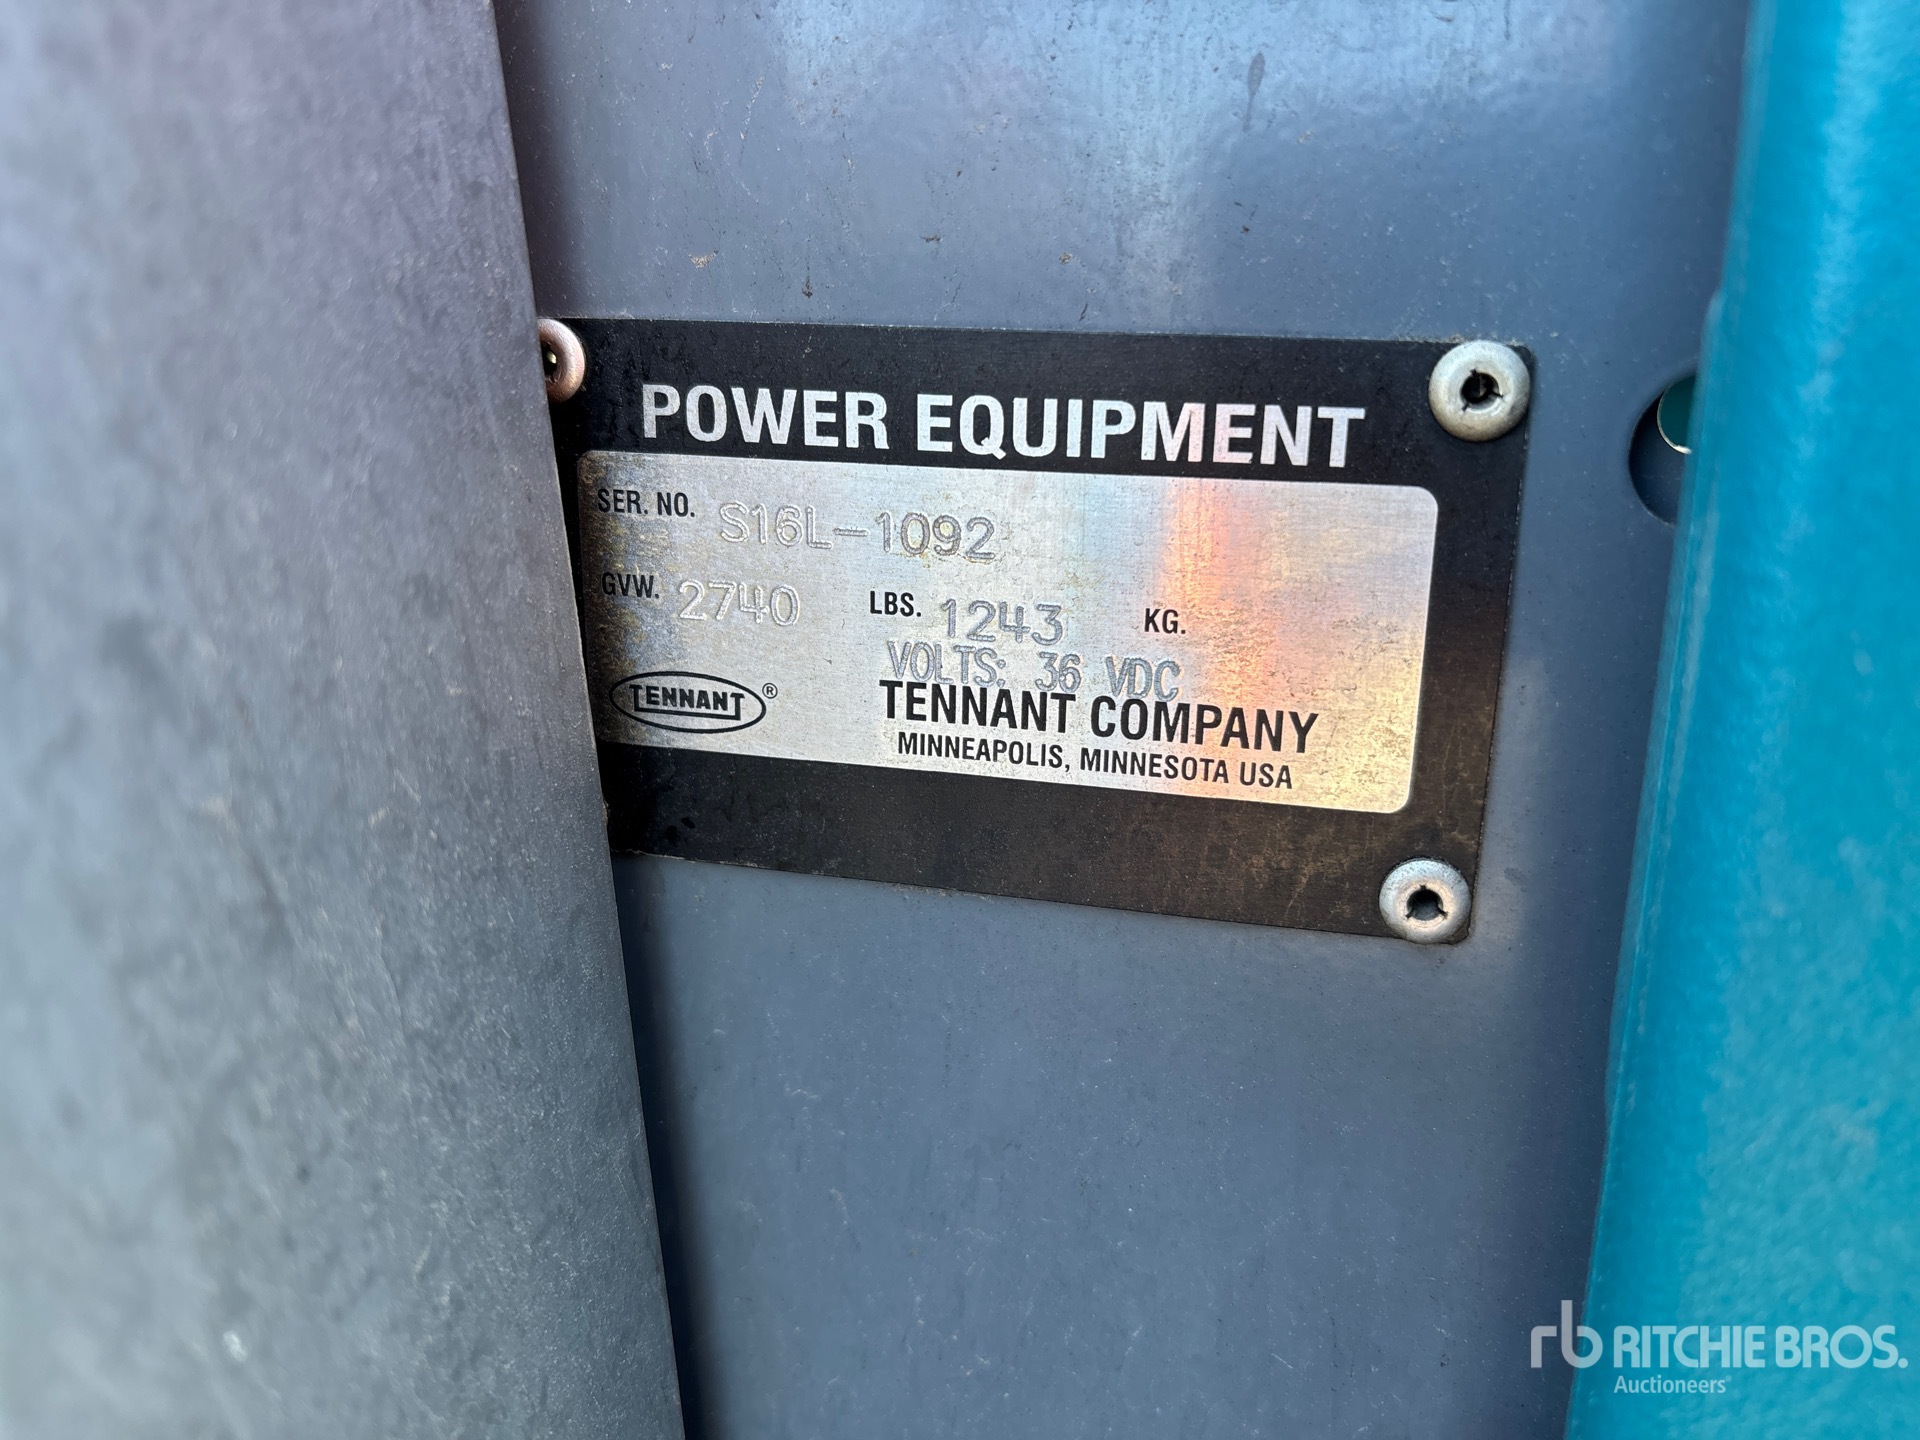 POWER EQUIPMENT
SER. NO. S16L-1092
GVW. 2740 LBS. 1243 KG.
VOLTS: 36 VDC
TENNANT®
TENNANT COMPANY
MINNEAPOLIS, MINNESOTA USA
rb RITCHIE BROS.
Auctioneers